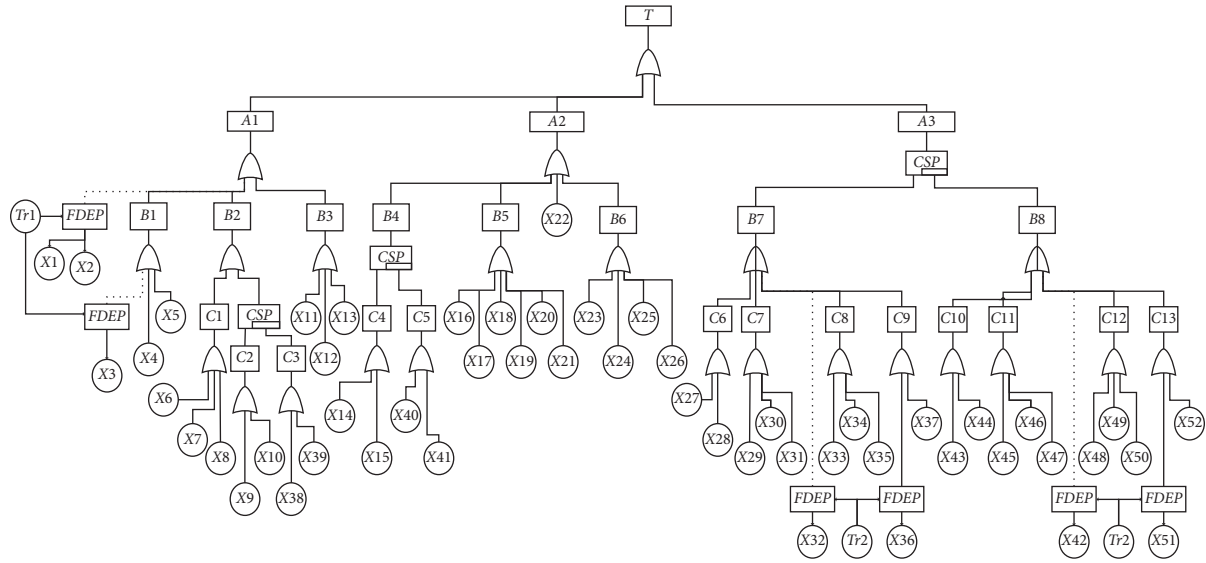 T
A1 A2 A3
CSP
Tr1 FDEP B1 B2 B3 B4 B5 X22 B6 B7 B8
X1 X2 CSP
FDEP X5 C1 CSP X11 X13 C4 C5 X16 X18 X20 X23 X25 C6 C7 C8 C9 C10 C11 C12 C13
X3 X4 C2 C3 X12 X17 X19 X21 X24 X26
X6 X14 X40 X27 X30 X34 X37 X44 X46 X49 X52
X7 X8 X10 X39 X15 X41 X28 X29 X31 X33 X35 X43 X45 X47 X48 X50
X9 X38 FDEP FDEP FDEP FDEP
X32 Tr2 X36 X42 Tr2 X51